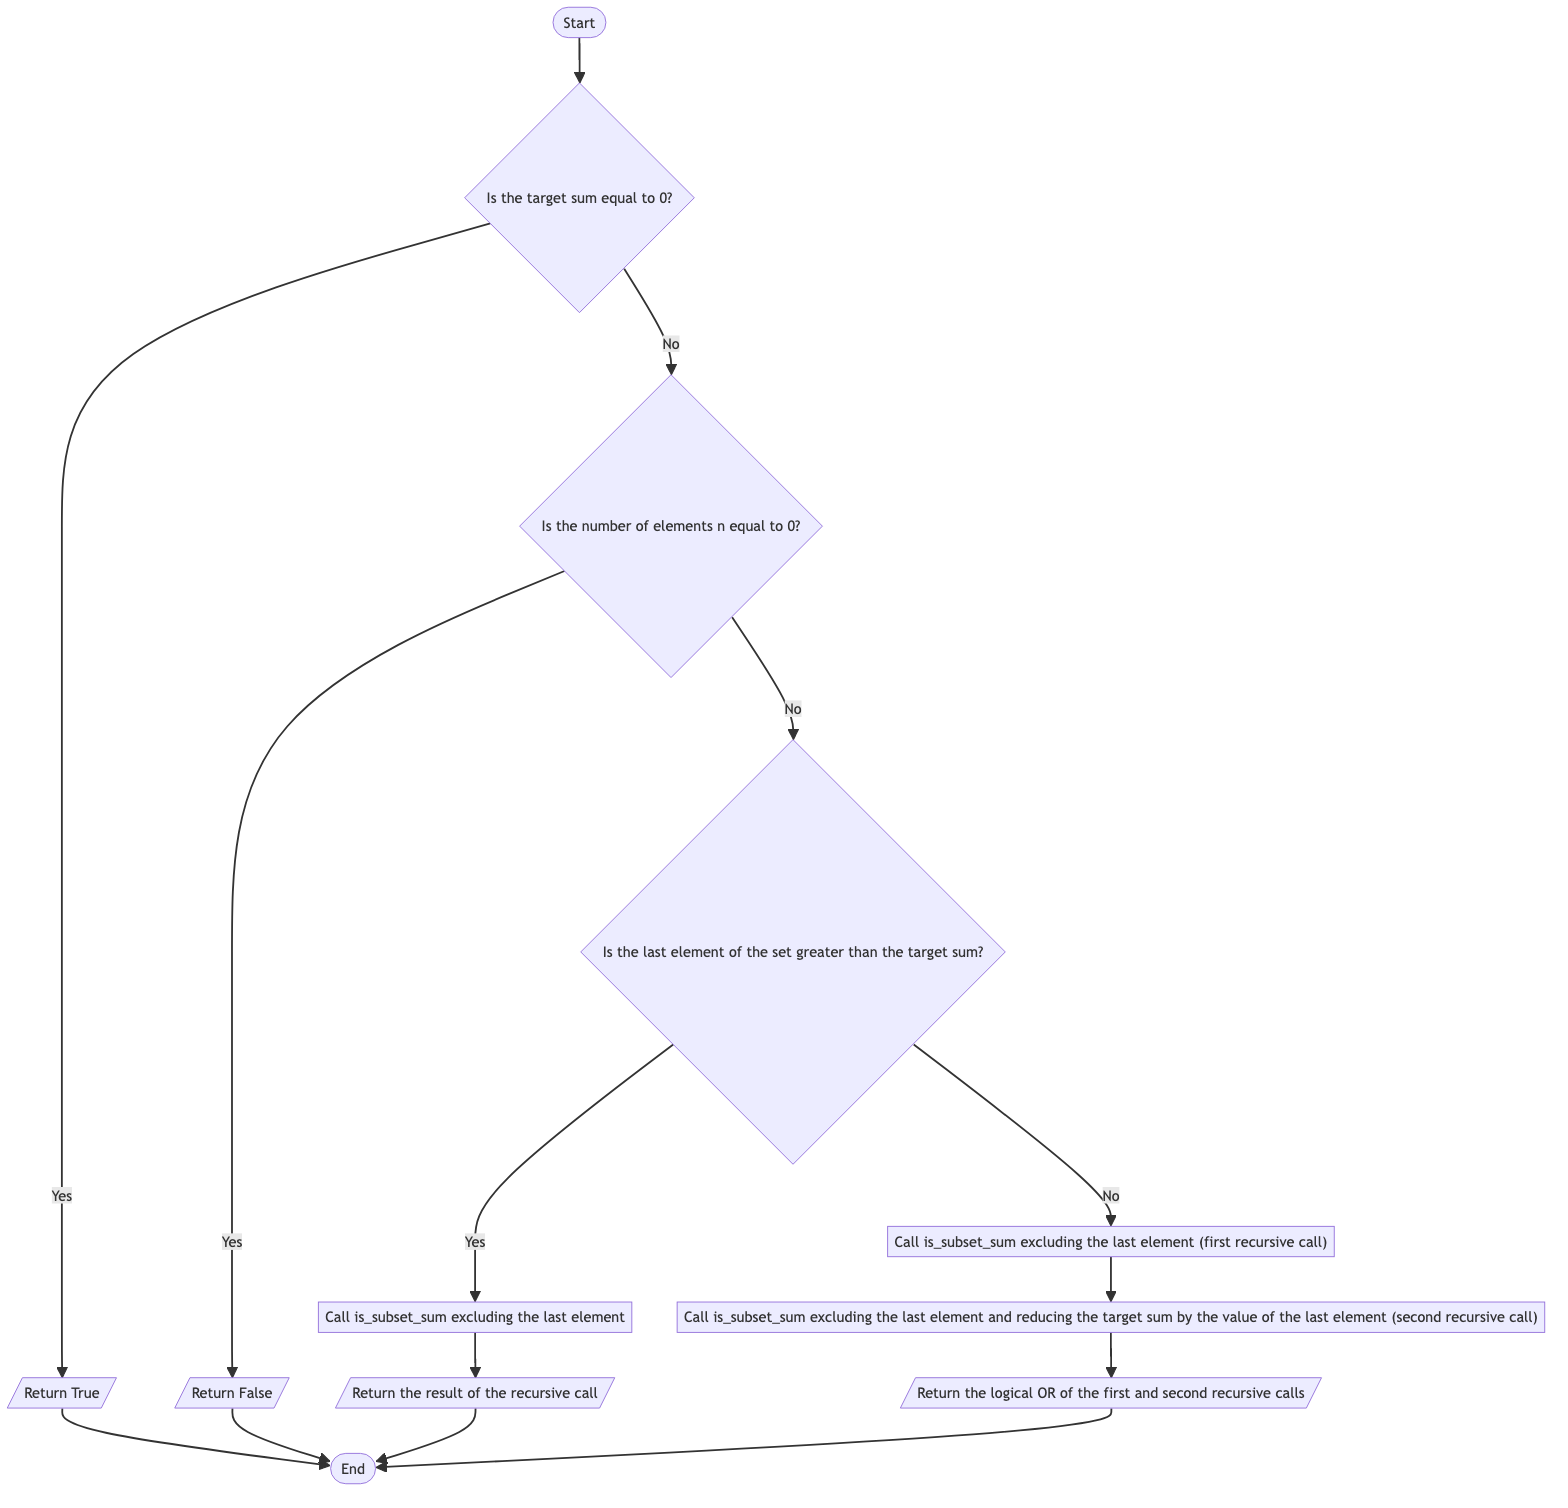 Start
Is the target sum equal to 0?
No
Is the number of elements n equal to 0?
No
Is the last element of the set greater than the target sum?
Yes
No
Yes
Yes
Call is_subset_sum excluding the last element (first recursive call)
Call is_subset_sum excluding the last element
Call is_subset_sum excluding the last element and reducing the target sum by the value of the last element (second recursive call)
Return True
Return False
Return the result of the recursive call
Return the logical OR of the first and second recursive calls
End